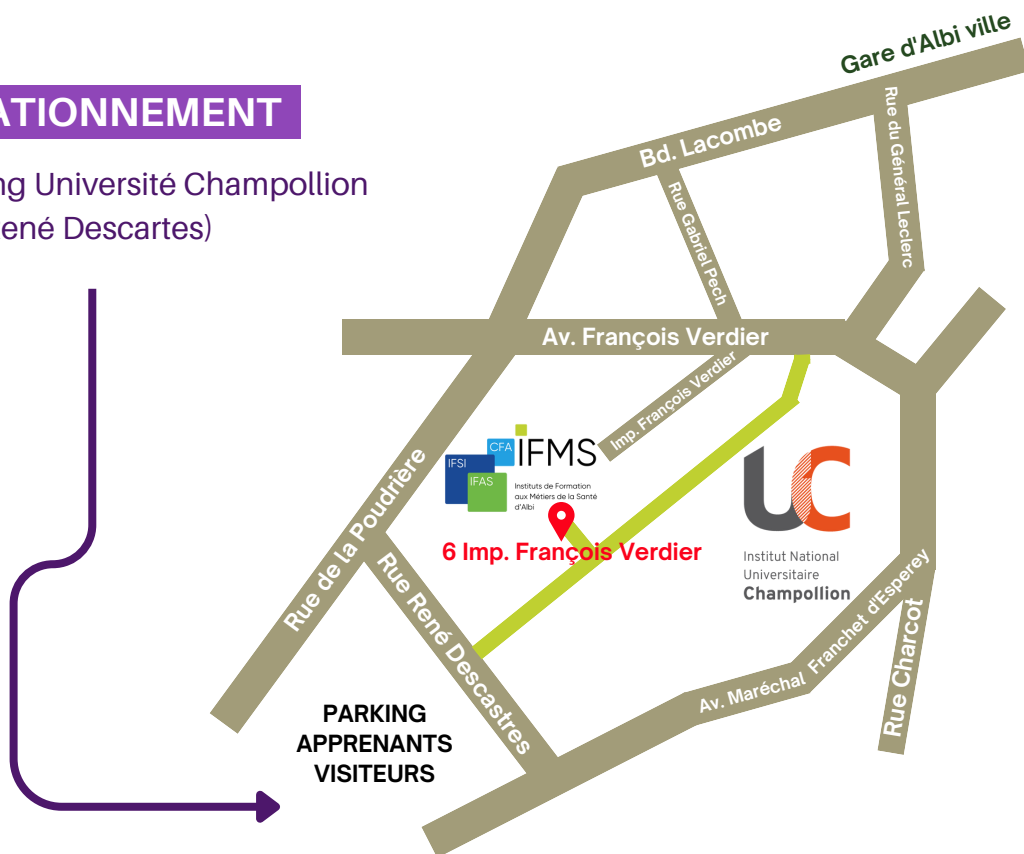 Gare d'Albi ville
ATIONNEMENT
ng Université Champollion
ené Descartes)
Bd. Lacombe
Rue du Général Leclerc
Rue Gabriel Pech
Av. François Verdier
Imp. François Verdier
CFA
IFMS
IFSI
IFAS
Instituts de Formation
aux Métiers de la Santé
d'Albi
6 Imp. François Verdier
UC
Institut National
Universitaire
Champollion
Rue de la Poudrière
Rue René Descastres
Av. Maréchal Franchet d'Esperey
Rue Charcot
PARKING
APPRENANTS
VISITEURS